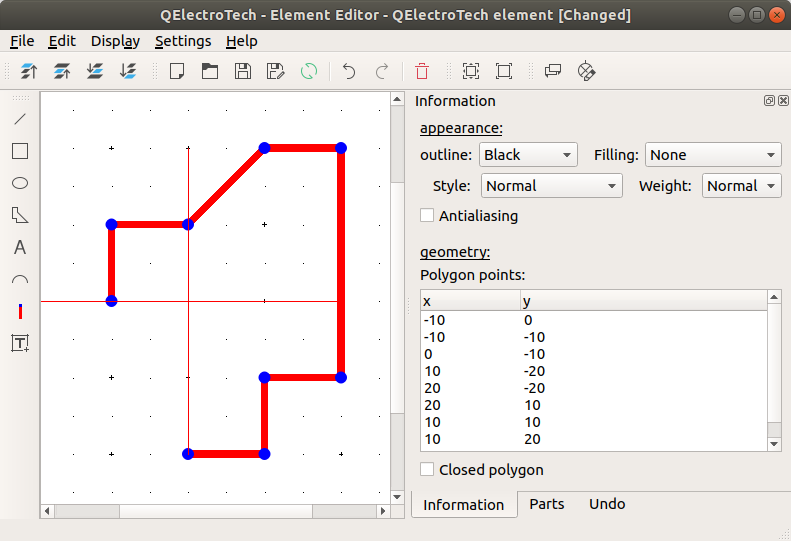 QElectroTech - Element Editor - QElectroTech element [Changed]
File Edit Display Settings Help
Information
appearance:
outline: Black Filling: None
Style: Normal Weight: Normal
Antialiasing
geometry:
Polygon points:
x y
-10 0
-10 -10
0 -10
10 -20
20 -20
20 10
10 10
10 20
Closed polygon
Information Parts Undo
A
T